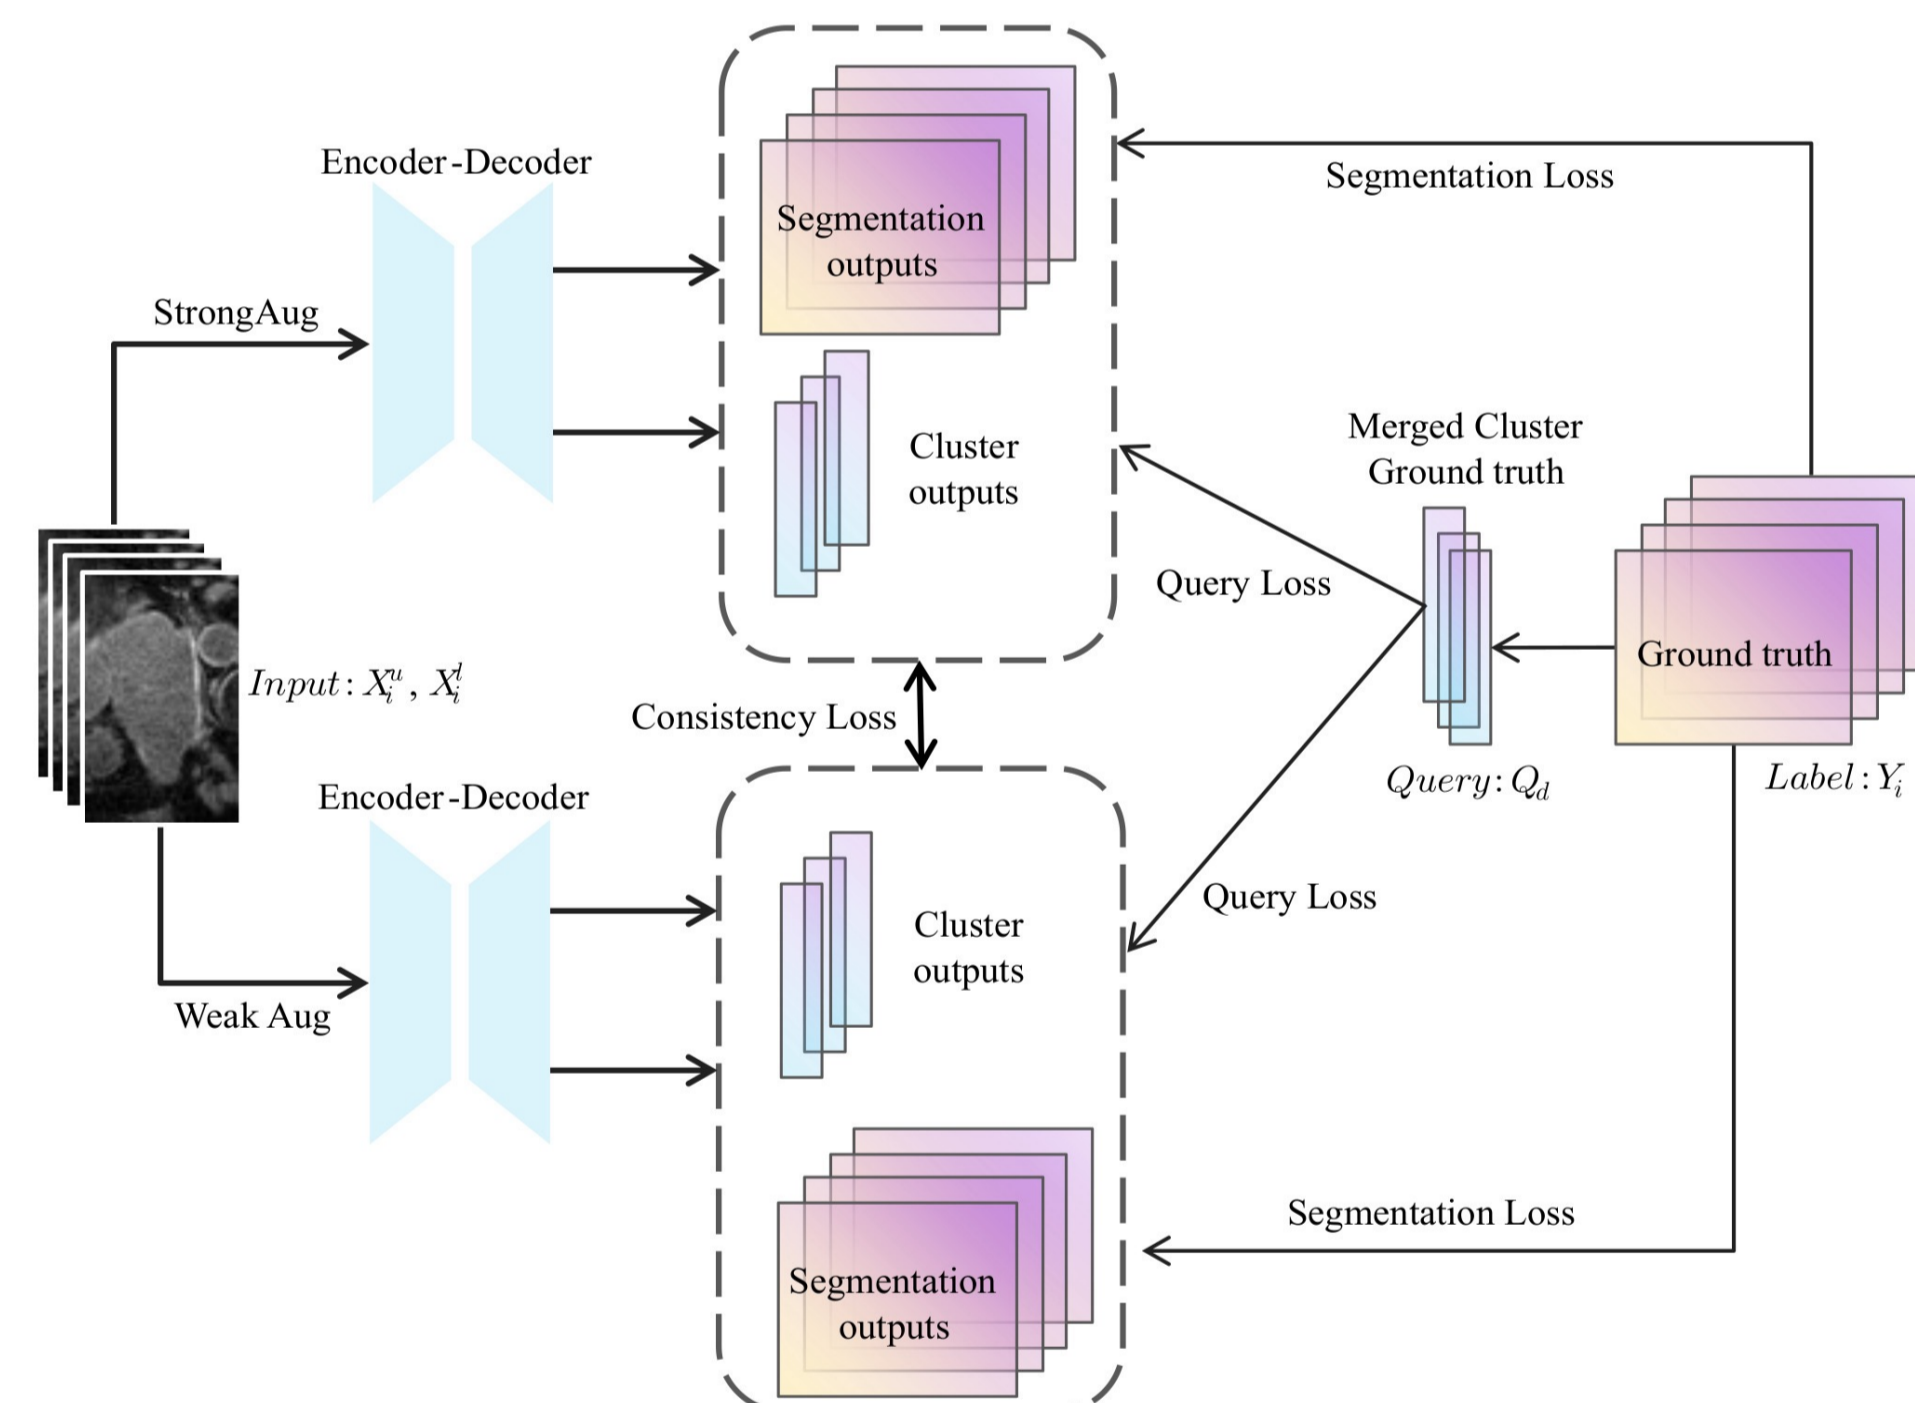 Encoder-Decoder
StrongAug
Segmentation
outputs
Cluster
outputs
Segmentation Loss
Merged Cluster
Ground truth
Query Loss
Ground truth
Input: X_i^u, X_i^l
Consistency Loss
Query: Q_d
Label: Y_i
Encoder-Decoder
Weak Aug
Cluster
outputs
Query Loss
Segmentation Loss
Segmentation
outputs